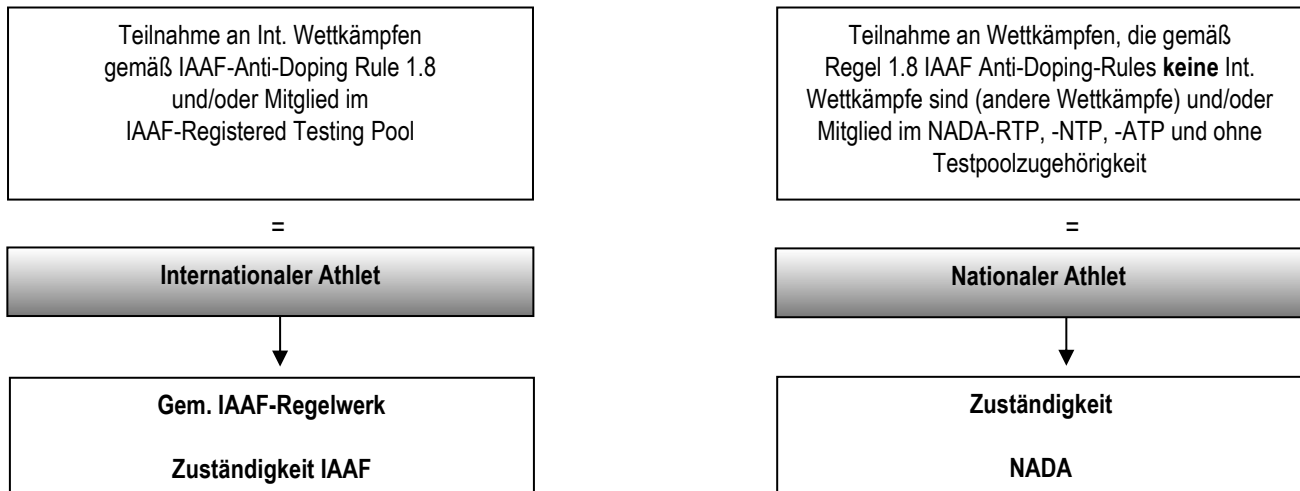 Teilnahme an Int. Wettkämpfen
gemäß IAAF-Anti-Doping Rule 1.8
und/oder Mitglied im
IAAF-Registered Testing Pool
=
Internationaler Athlet
Gem. IAAF-Regelwerk
Zuständigkeit IAAF
Teilnahme an Wettkämpfen, die gemäß
Regel 1.8 IAAF Anti-Doping-Rules keine Int.
Wettkämpfe sind (andere Wettkämpfe) und/oder
Mitglied im NADA-RTP, -NTP, -ATP und ohne
Testpoolzugehörigkeit
=
Nationaler Athlet
Zuständigkeit
NADA